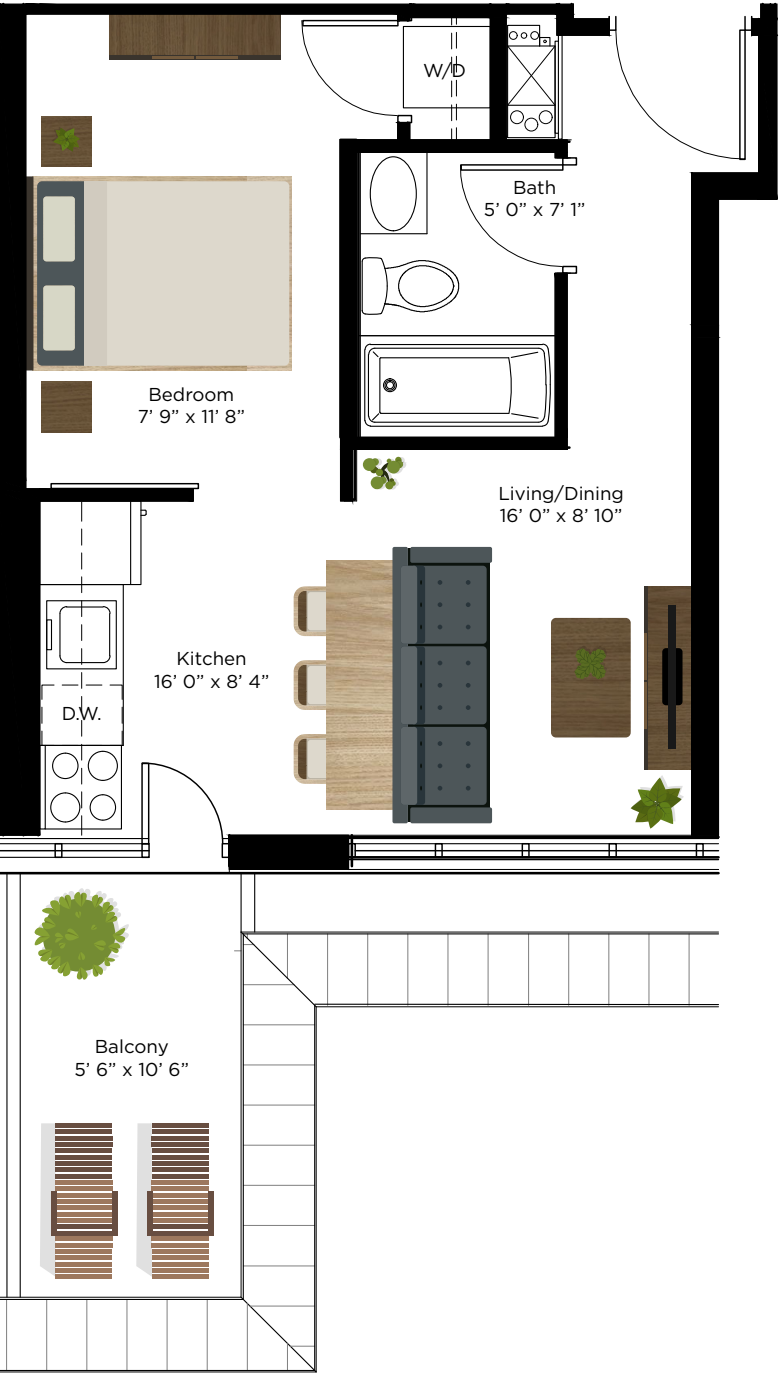 W/D
Bath
5’ 0” x 7’ 1”
Bedroom
7’ 9” x 11’ 8”
Living/Dining
16’ 0” x 8’ 10”
Kitchen
16’ 0” x 8’ 4”
D.W.
Balcony
5’ 6” x 10’ 6”